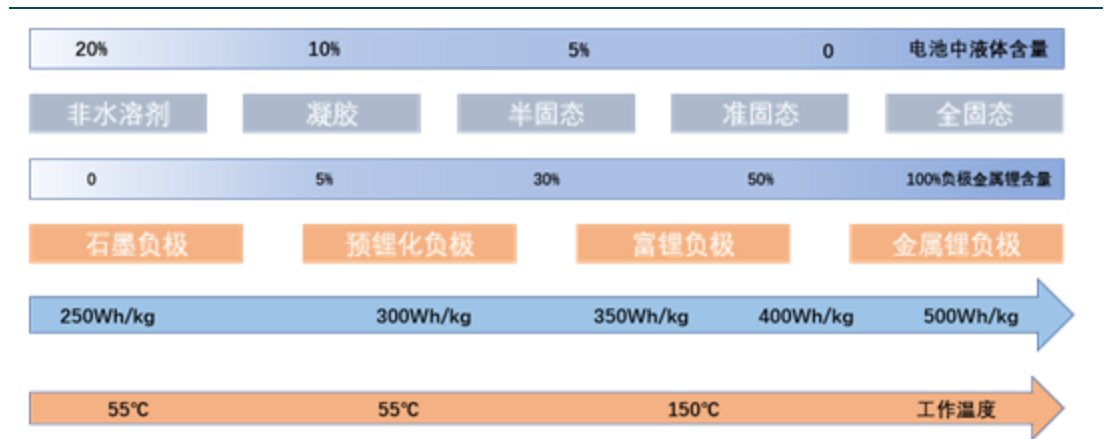 20% 10% 5% 0 电池中液体含量
非水溶剂 凝胶 半固态 准固态 全固态
0 5% 30% 50% 100%负极金属锂含量
石墨负极 预锂化负极 富锂负极 金属锂负极
250Wh/kg 300Wh/kg 350Wh/kg 400Wh/kg 500Wh/kg
55℃ 55℃ 150℃ 工作温度